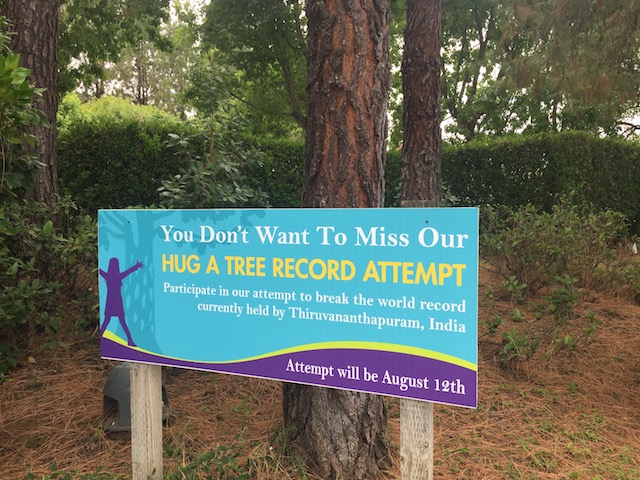 You Don't Want To Miss Our
HUG A TREE RECORD ATTEMPT
Participate in our attempt to break the world record
currently held by Thiruvananthapuram, India
Attempt will be August 12th